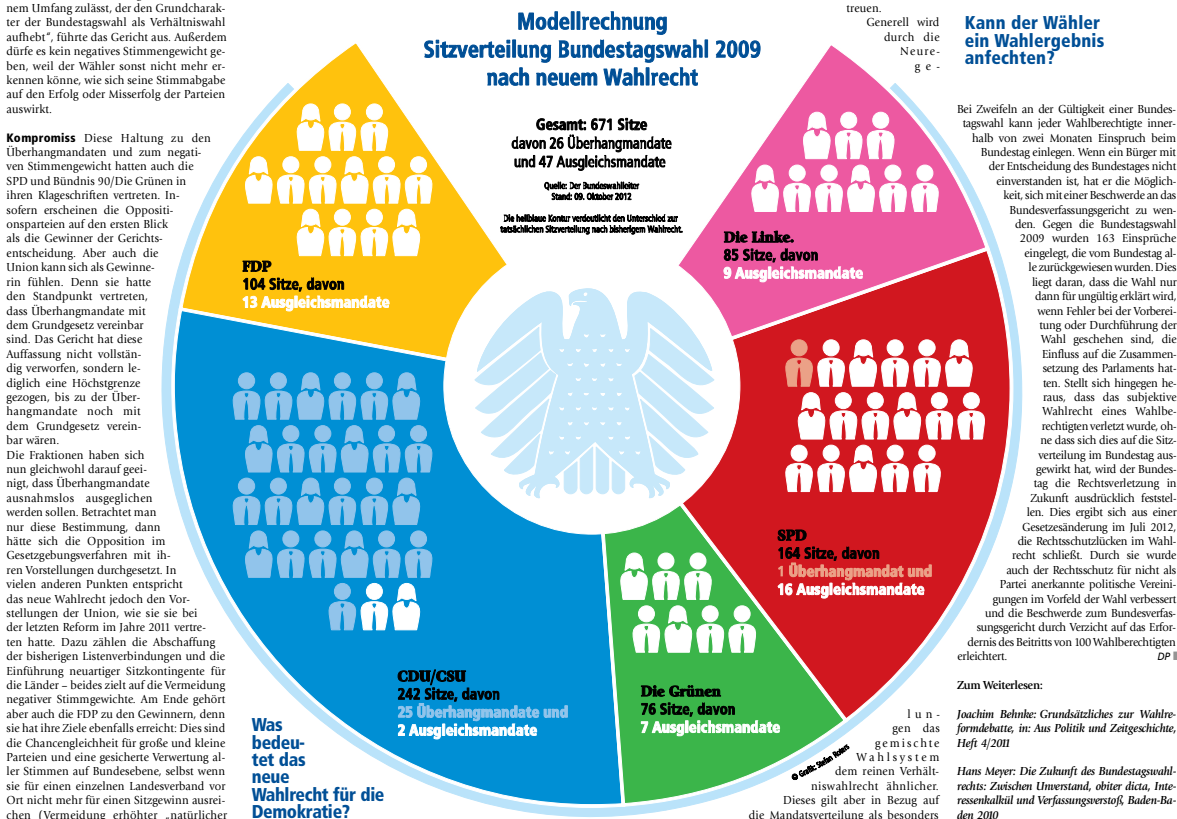 nem Umfang zulässt, der den Grundcharak-
ter der Bundestagswahl als Verhältniswahl
aufhebt“, führte das Gericht aus. Außerdem
dürfe es kein negatives Stimmengewicht ge-
ben, weil der Wähler sonst nicht mehr er-
kennen könne, wie sich seine Stimmabgabe
auf den Erfolg oder Misserfolg der Parteien
auswirkt.
Kompromiss Diese Haltung zu den
Überhangmandaten und zum negati-
ven Stimmengewicht hatten auch die
SPD und Bündnis 90/Die Grünen in
ihren Klageschriften vertreten. In-
sofern erscheinen die Oppositi-
onsparteien auf den ersten Blick
als die Gewinner der Gerichts-
entscheidung. Aber auch die
Union kann sich als Gewinne-
rin fühlen. Denn sie hatte
den Standpunkt vertreten,
dass Überhangmandate mit
dem Grundgesetz vereinbar
sind. Das Gericht hat diese
Auffassung nicht vollstän-
dig verworfen, sondern le-
diglich eine Höchstgrenze
gezogen, bis zu der Über-
hangmandate noch mit
dem Grundgesetz verein-
bar wären.
Die Fraktionen haben sich
nun gleichwohl darauf geei-
nigt, dass Überhangmandate
ausnahmslos ausgeglichen
werden sollen. Betrachtet man
nur diese Bestimmung, dann
hätte sich die Opposition im
Gesetzgebungsverfahren mit ih-
ren Vorstellungen durchgesetzt. In
vielen anderen Punkten entspricht
das neue Wahlrecht jedoch den Vor-
stellungen der Union, wie sie sie bei
der letzten Reform im Jahre 2011 vertre-
ten hatte. Dazu zählen die Abschaffung
der bisherigen Listenverbindungen und die
Einführung neuartiger Sitzkontingente für
die Länder – beides zielt auf die Vermeidung
negativer Stimmgewichte. Am Ende gehört
aber auch die FDP zu den Gewinnern, denn
sie hat ihre Ziele ebenfalls erreicht: Dies sind
die Chancengleichheit für große und kleine
Parteien und eine gesicherte Verwertung al-
ler Stimmen auf Bundesebene, selbst wenn
sie für einen einzelnen Landesverband vor
Ort nicht mehr für einen Sitzgewinn ausrei-
chen (Vermeidung erhöhter „natürlicher
Modellrechnung
Sitzverteilung Bundestagswahl 2009
nach neuem Wahlrecht
Gesamt: 671 Sitze
davon 26 Überhangmandate
und 47 Ausgleichsmandate
Quelle: Der Bundeswahlleiter
Stand: 09. Oktober 2012
Die hellblaue Kontur verdeutlicht den Unterschied zur
tatsächlichen Sitzverteilung nach bisherigem Wahlrecht.
FDP
104 Sitze, davon
13 Ausgleichsmandate
Die Linke.
85 Sitze, davon
9 Ausgleichsmandate
SPD
164 Sitze, davon
1 Überhangmandat und
16 Ausgleichsmandate
CDU/CSU
242 Sitze, davon
25 Überhangmandate und
2 Ausgleichsmandate
Die Grünen
76 Sitze, davon
7 Ausgleichsmandate
© Grafik: Stefan Roters
Was
bedeu-
tet das
neue
Wahlrecht für die
Demokratie?
treuen.
Generell wird
durch die
Neure-
ge-
lun-
gen das
gemischte
Wahlsystem
dem reinen Verhält-
niswahlrecht ähnlicher.
Dieses gilt aber in Bezug auf
die Mandatsverteilung als besonders
Kann der Wähler
ein Wahlergebnis
anfechten?
Bei Zweifeln an der Gültigkeit einer Bundes-
tagswahl kann jeder Wahlberechtigte inner-
halb von zwei Monaten Einspruch beim
Bundestag einlegen. Wenn ein Bürger mit
der Entscheidung des Bundestages nicht
einverstanden ist, hat er die Möglich-
keit, sich mit einer Beschwerde an das
Bundesverfassungsgericht zu wen-
den. Gegen die Bundestagswahl
2009 wurden 163 Einsprüche
eingelegt, die vom Bundestag al-
le zurückgewiesen wurden. Dies
liegt daran, dass die Wahl nur
dann für ungültig erklärt wird,
wenn Fehler bei der Vorberei-
tung oder Durchführung der
Wahl geschehen sind, die
Einfluss auf die Zusammen-
setzung des Parlaments hat-
ten. Stellt sich hingegen he-
raus, dass das subjektive
Wahlrecht eines Wahlbe-
rechtigten verletzt wurde, oh-
ne dass sich dies auf die Sitz-
verteilung im Bundestag aus-
gewirkt hat, wird der Bundes-
tag die Rechtsverletzung in
Zukunft ausdrücklich feststel-
len. Dies ergibt sich aus einer
Gesetzesänderung im Juli 2012,
die Rechtsschutzlücken im Wahl-
recht schließt. Durch sie wurde
auch der Rechtsschutz für nicht als
Partei anerkannte politische Vereini-
gungen im Vorfeld der Wahl verbessert
und die Beschwerde zum Bundesverfas-
sungsgericht durch Verzicht auf das Erfor-
dernis des Beitritts von 100 Wahlberechtigten
erleichtert. DP
Zum Weiterlesen:
Joachim Behnke: Grundsätzliches zur Wahlre-
formdebatte, in: Aus Politik und Zeitgeschichte,
Heft 4/2011
Hans Meyer: Die Zukunft des Bundestagswahl-
rechts: Zwischen Unverstand, obiter dicta, Inte-
ressenkalkül und Verfassungsverstoß, Baden-Ba-
den 2010